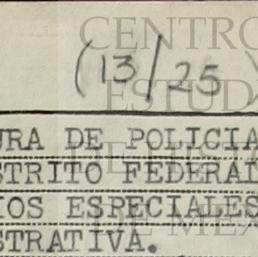 (13/25)
URA DE POLICIA
STRITO FEDERAL
IOS ESPECIALES
STRATIVA.